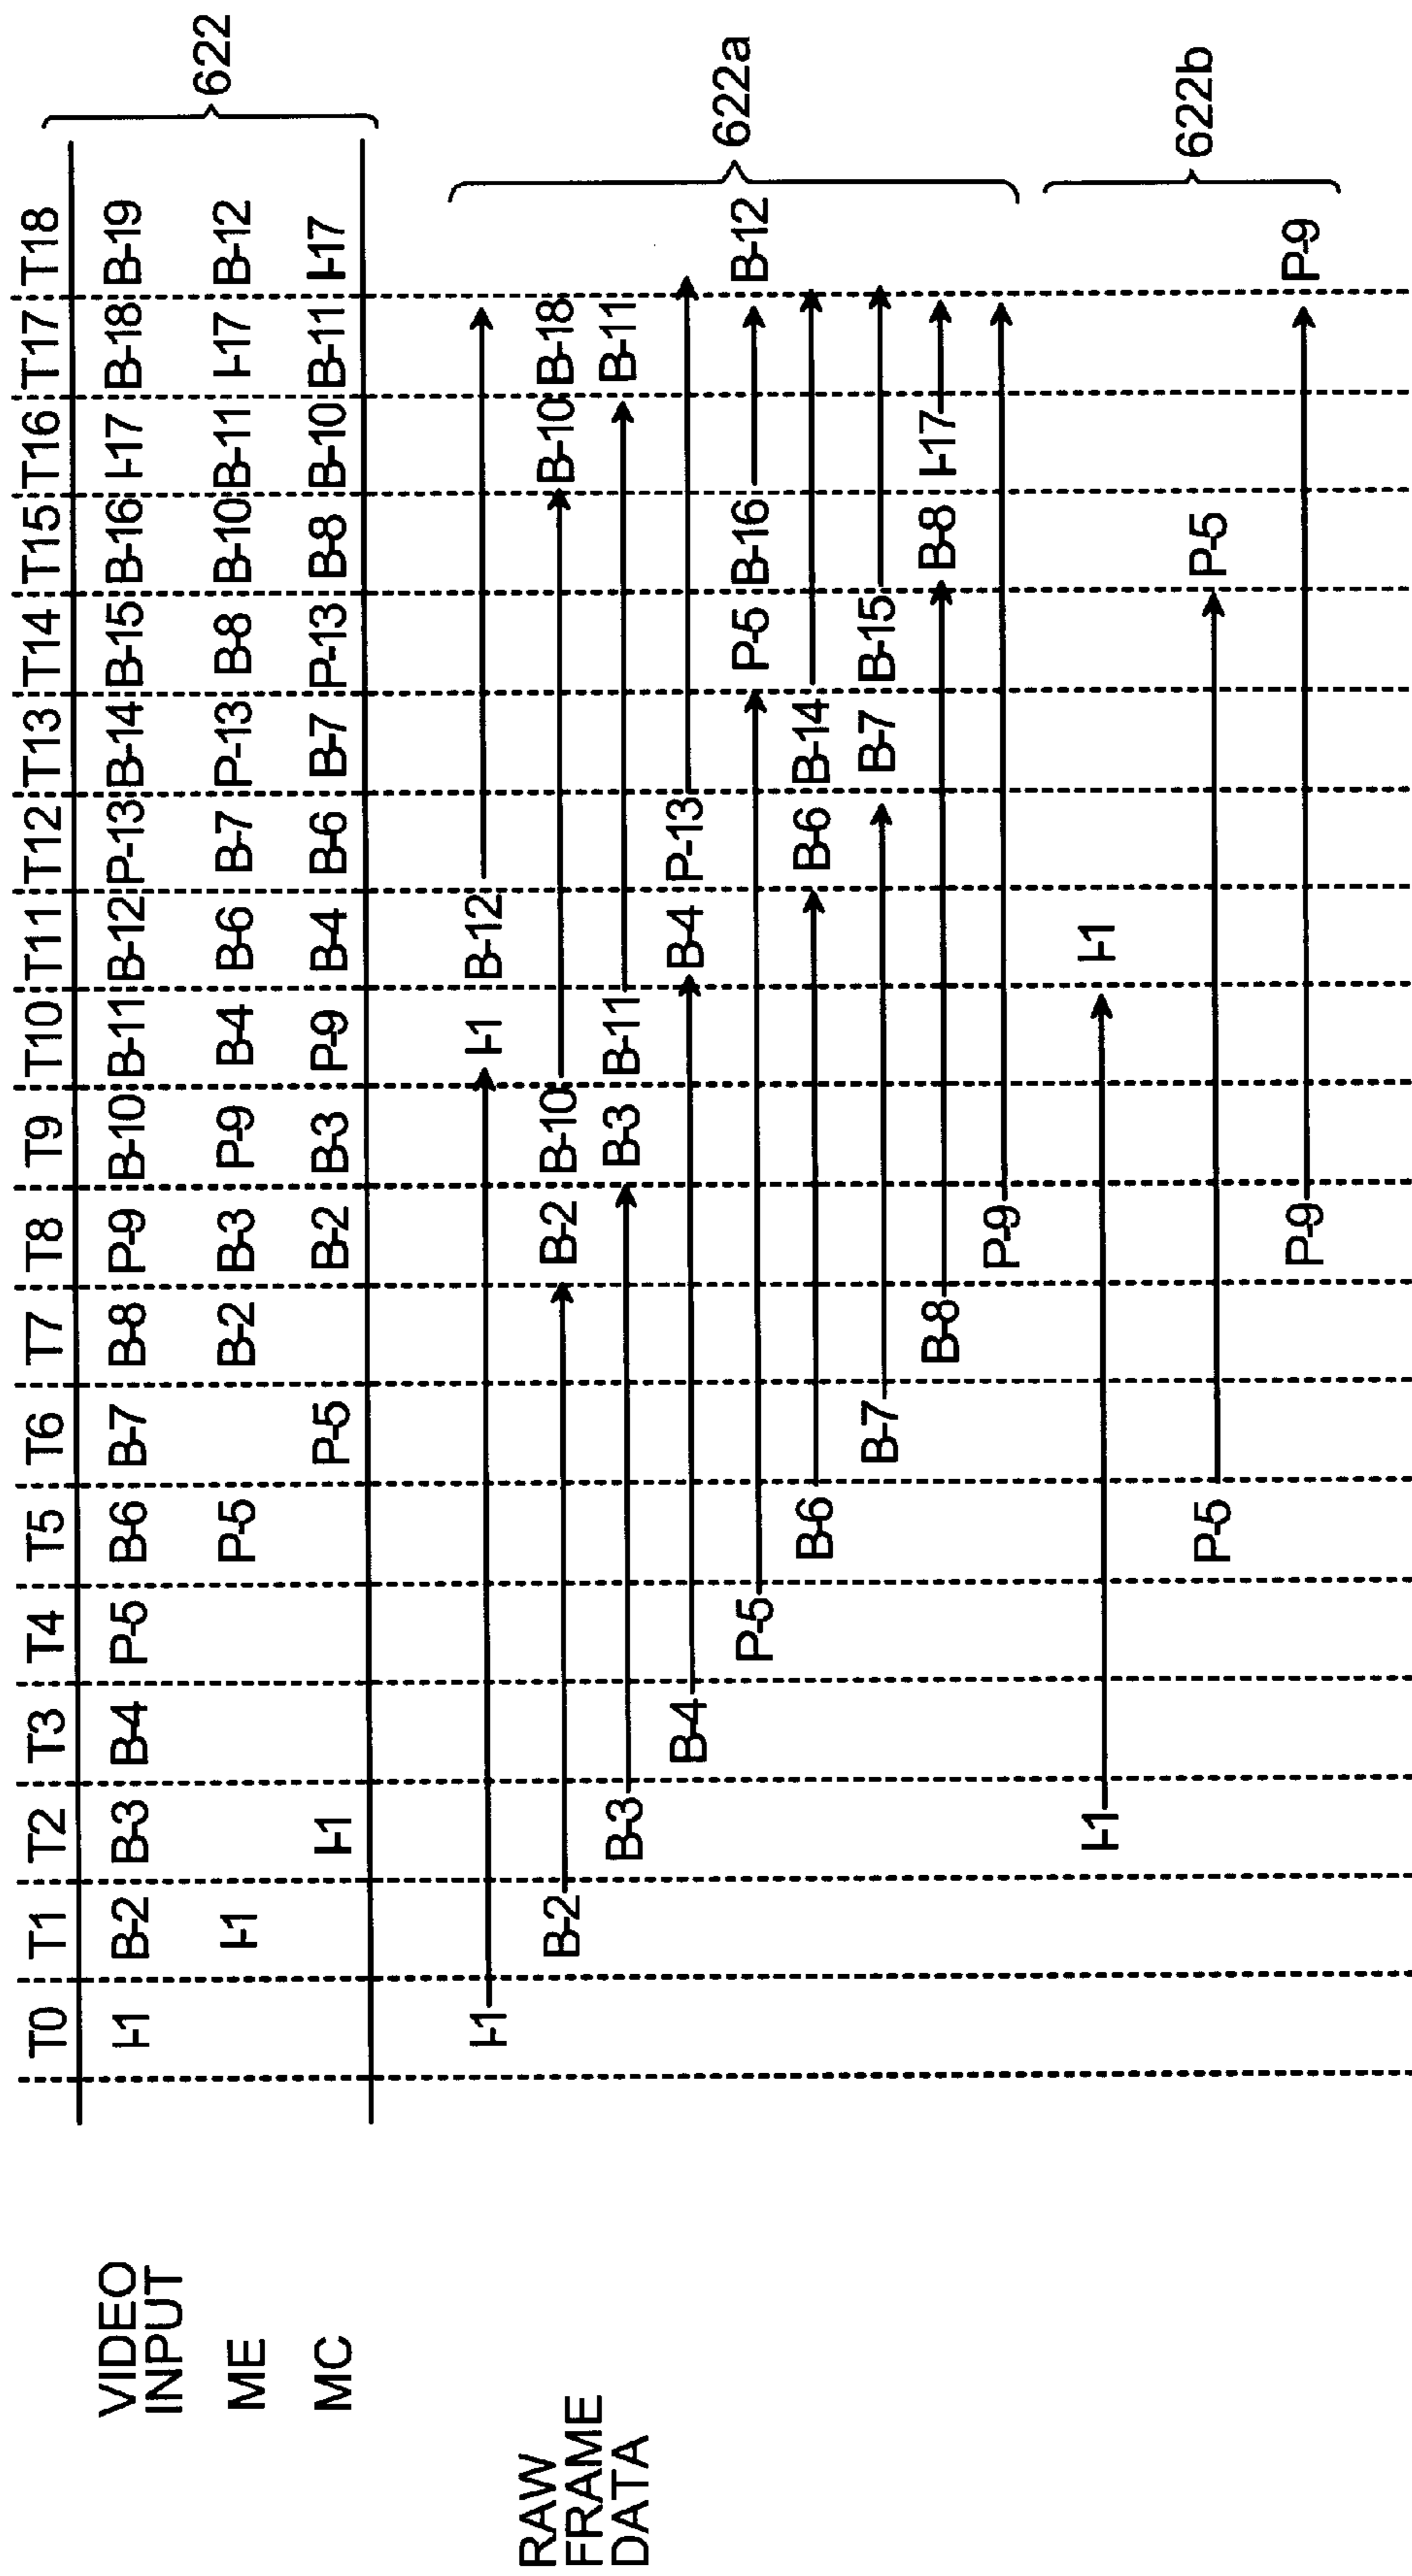 T0 T1 T2 T3 T4 T5 T6 T7 T8 T9 T10 T11 T12 T13 T14 T15 T16 T17 T18
VIDEO
INPUT
I-1 B-2 B-3 B-4 P-5 B-6 B-7 B-8 P-9 B-10 B-11 B-12 P-13 B-14 B-15 B-16 I-17 B-18 B-19
ME
I-1 P-5 B-2 B-3 P-9 B-4 B-6 B-7 P-13 B-8 B-10 B-11 I-17 B-12
622
MC
I-1 P-5 B-2 B-3 P-9 B-4 B-6 B-7 P-13 B-8 B-10 B-11 I-17
RAW
FRAME
DATA
I-1 I-1 B-12
B-2 B-2 B-10 B-10 B-18
B-3 B-3 B-11 B-11
B-4 B-4 P-13
P-5 P-5 B-16 B-12
622a
B-6 B-6 B-14
B-7 B-7 B-15
B-8 B-8 I-17
P-9
I-1 I-1
622b
P-5 P-5
P-9 P-9